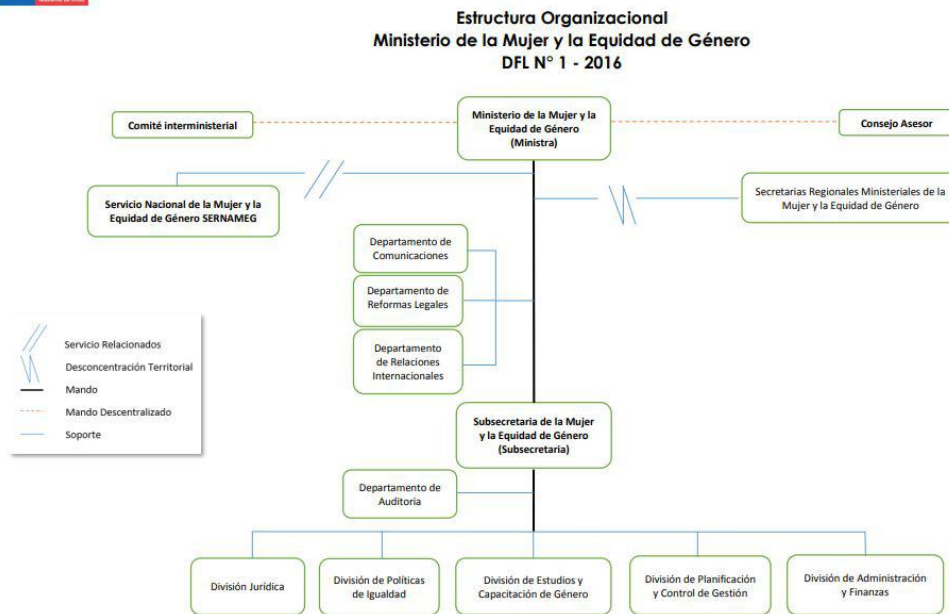 Estructura Organizacional
Ministerio de la Mujer y la Equidad de Género
DFL N° 1 - 2016
Comité interministerial
Ministerio de la Mujer y la
Equidad de Género
(Ministra)
Consejo Asesor
Servicio Nacional de la Mujer y la
Equidad de Género SERNAMEG
Secretarias Regionales Ministeriales de la
Mujer y la Equidad de Género
Departamento de
Comunicaciones
Departamento de
Reformas Legales
Departamento
de Relaciones
Internacionales
Servicio Relacionados
Desconcentración Territorial
Mando
Mando Descentralizado
Soporte
Subsecretaria de la Mujer
y la Equidad de Género
(Subsecretaria)
Departamento de
Auditoria
División Jurídica
División de Políticas
de Igualdad
División de Estudios y
Capacitación de Género
División de Planificación
y Control de Gestión
División de Administración
y Finanzas